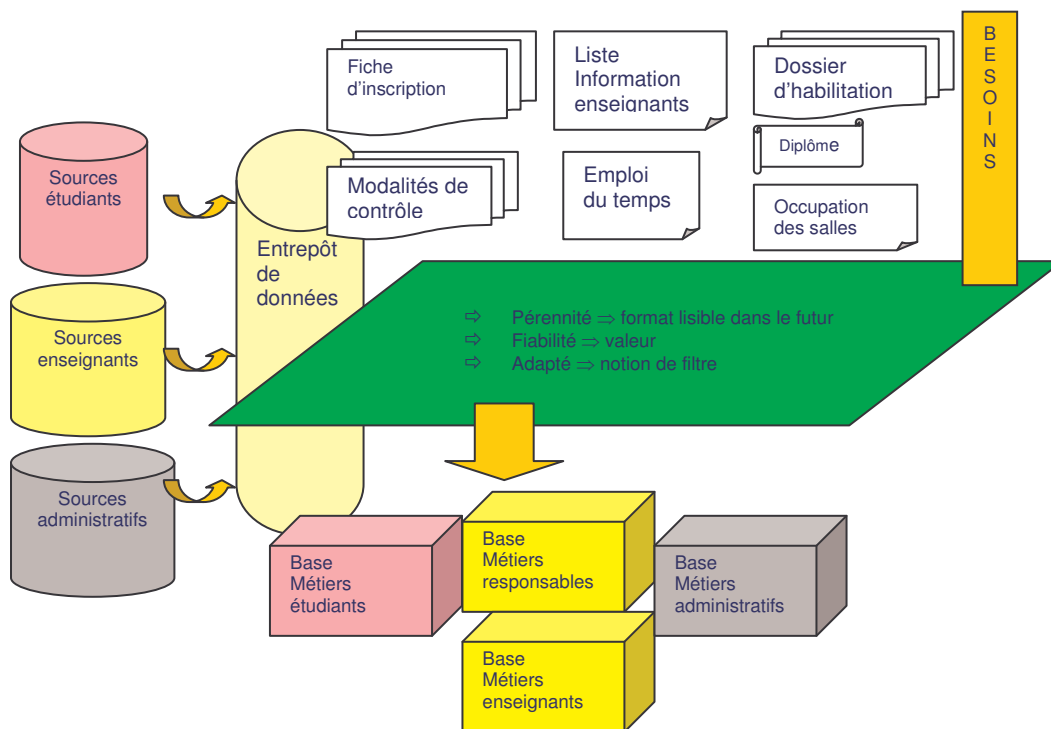 Fiche
d'inscription
Liste
Information
enseignants
Dossier
d'habilitation
B
E
S
O
I
N
S
Diplôme
Sources
étudiants
Modalités de
contrôle
Emploi
du temps
Occupation
des salles
Entrepôt
de
données
Sources
enseignants
⇨ Pérennité ⇒ format lisible dans le futur
⇨ Fiabilité ⇒ valeur
⇨ Adapté ⇒ notion de filtre
Sources
administratifs
Base
Métiers
étudiants
Base
Métiers
responsables
Base
Métiers
administratifs
Base
Métiers
enseignants